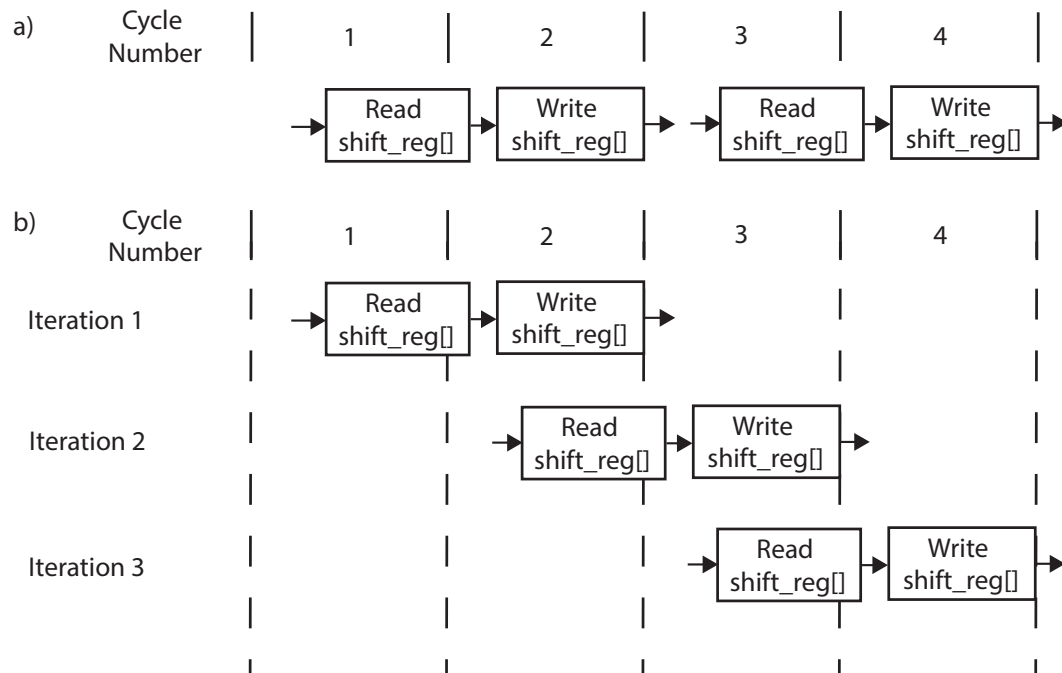 a) Cycle Number 1 2 3 4
Read shift_reg[] Write shift_reg[] Read shift_reg[] Write shift_reg[]
b) Cycle Number 1 2 3 4
Iteration 1 Read shift_reg[] Write shift_reg[]
Iteration 2 Read shift_reg[] Write shift_reg[]
Iteration 3 Read shift_reg[] Write shift_reg[]